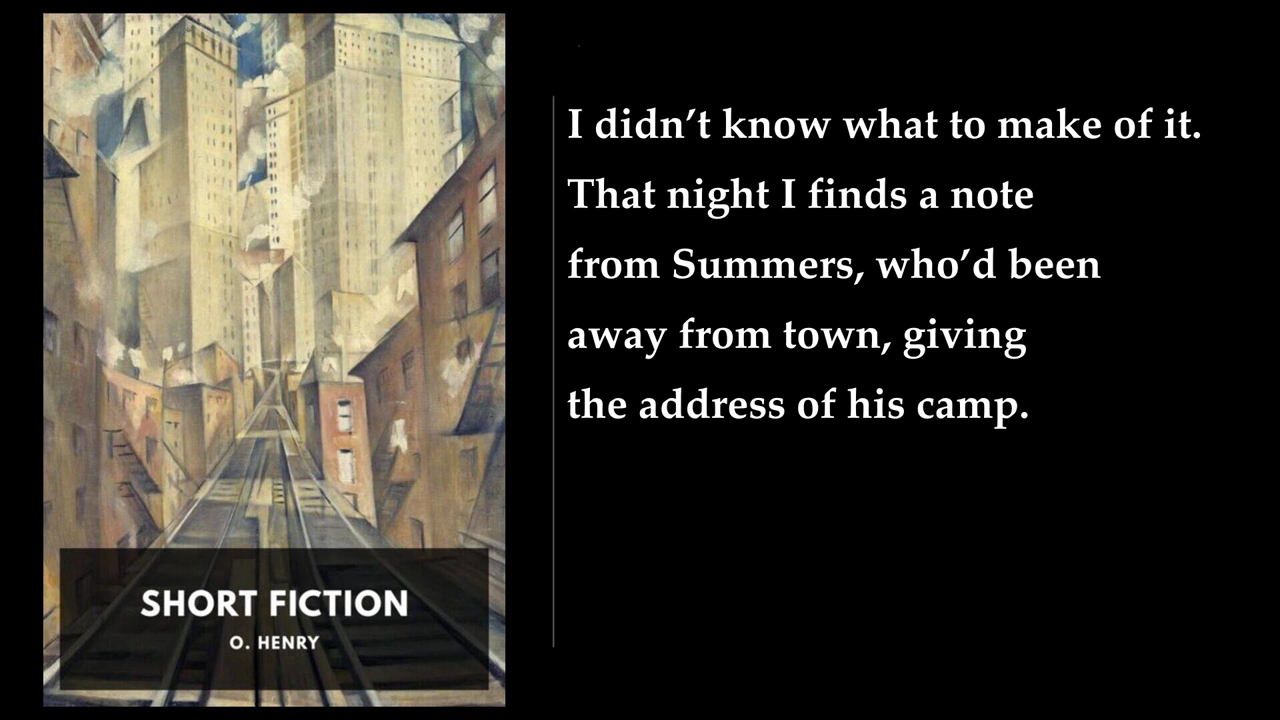 SHORT FICTION
O. HENRY
I didn’t know what to make of it.
That night I finds a note
from Summers, who’d been
away from town, giving
the address of his camp.